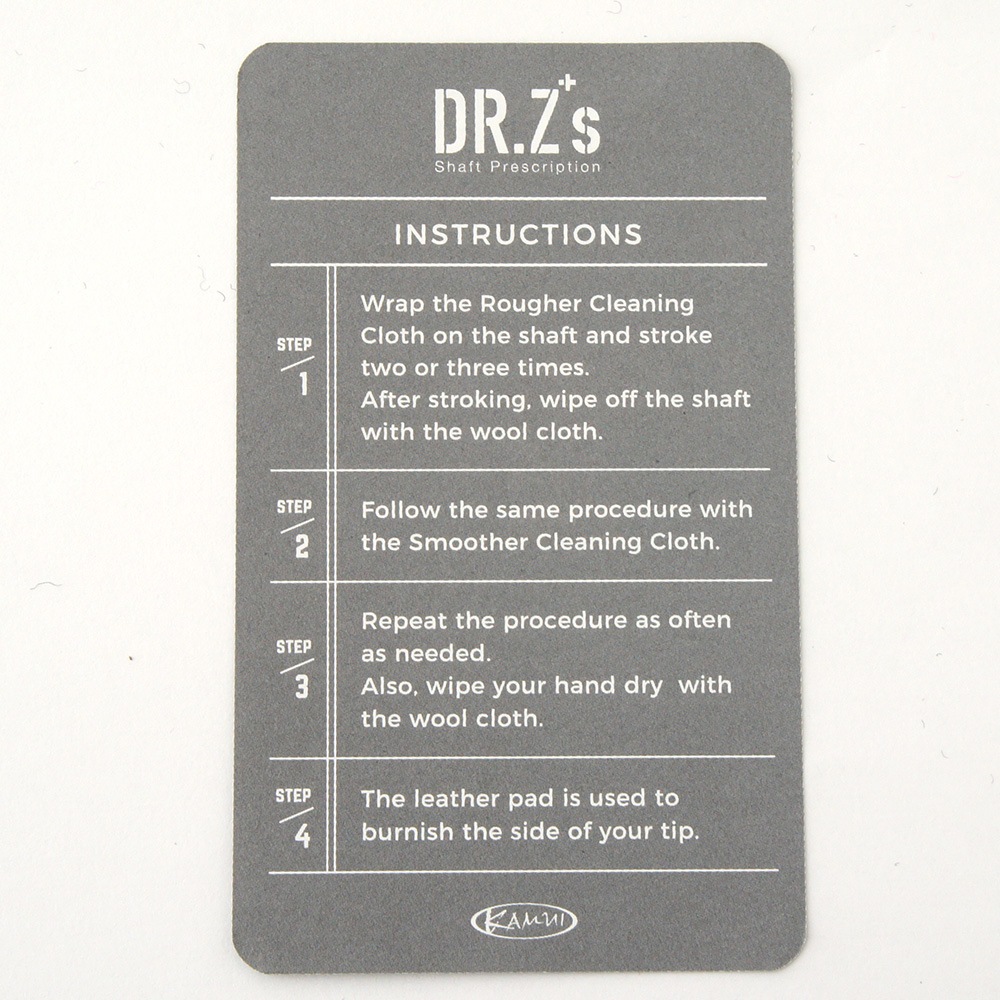 DR.Z+s
Shaft Prescription
INSTRUCTIONS
STEP
1
Wrap the Rougher Cleaning
Cloth on the shaft and stroke
two or three times.
After stroking, wipe off the shaft
with the wool cloth.
STEP
2
Follow the same procedure with
the Smoother Cleaning Cloth.
STEP
3
Repeat the procedure as often
as needed.
Also, wipe your hand dry  with
the wool cloth.
STEP
4
The leather pad is used to
burnish the side of your tip.
KAMUI